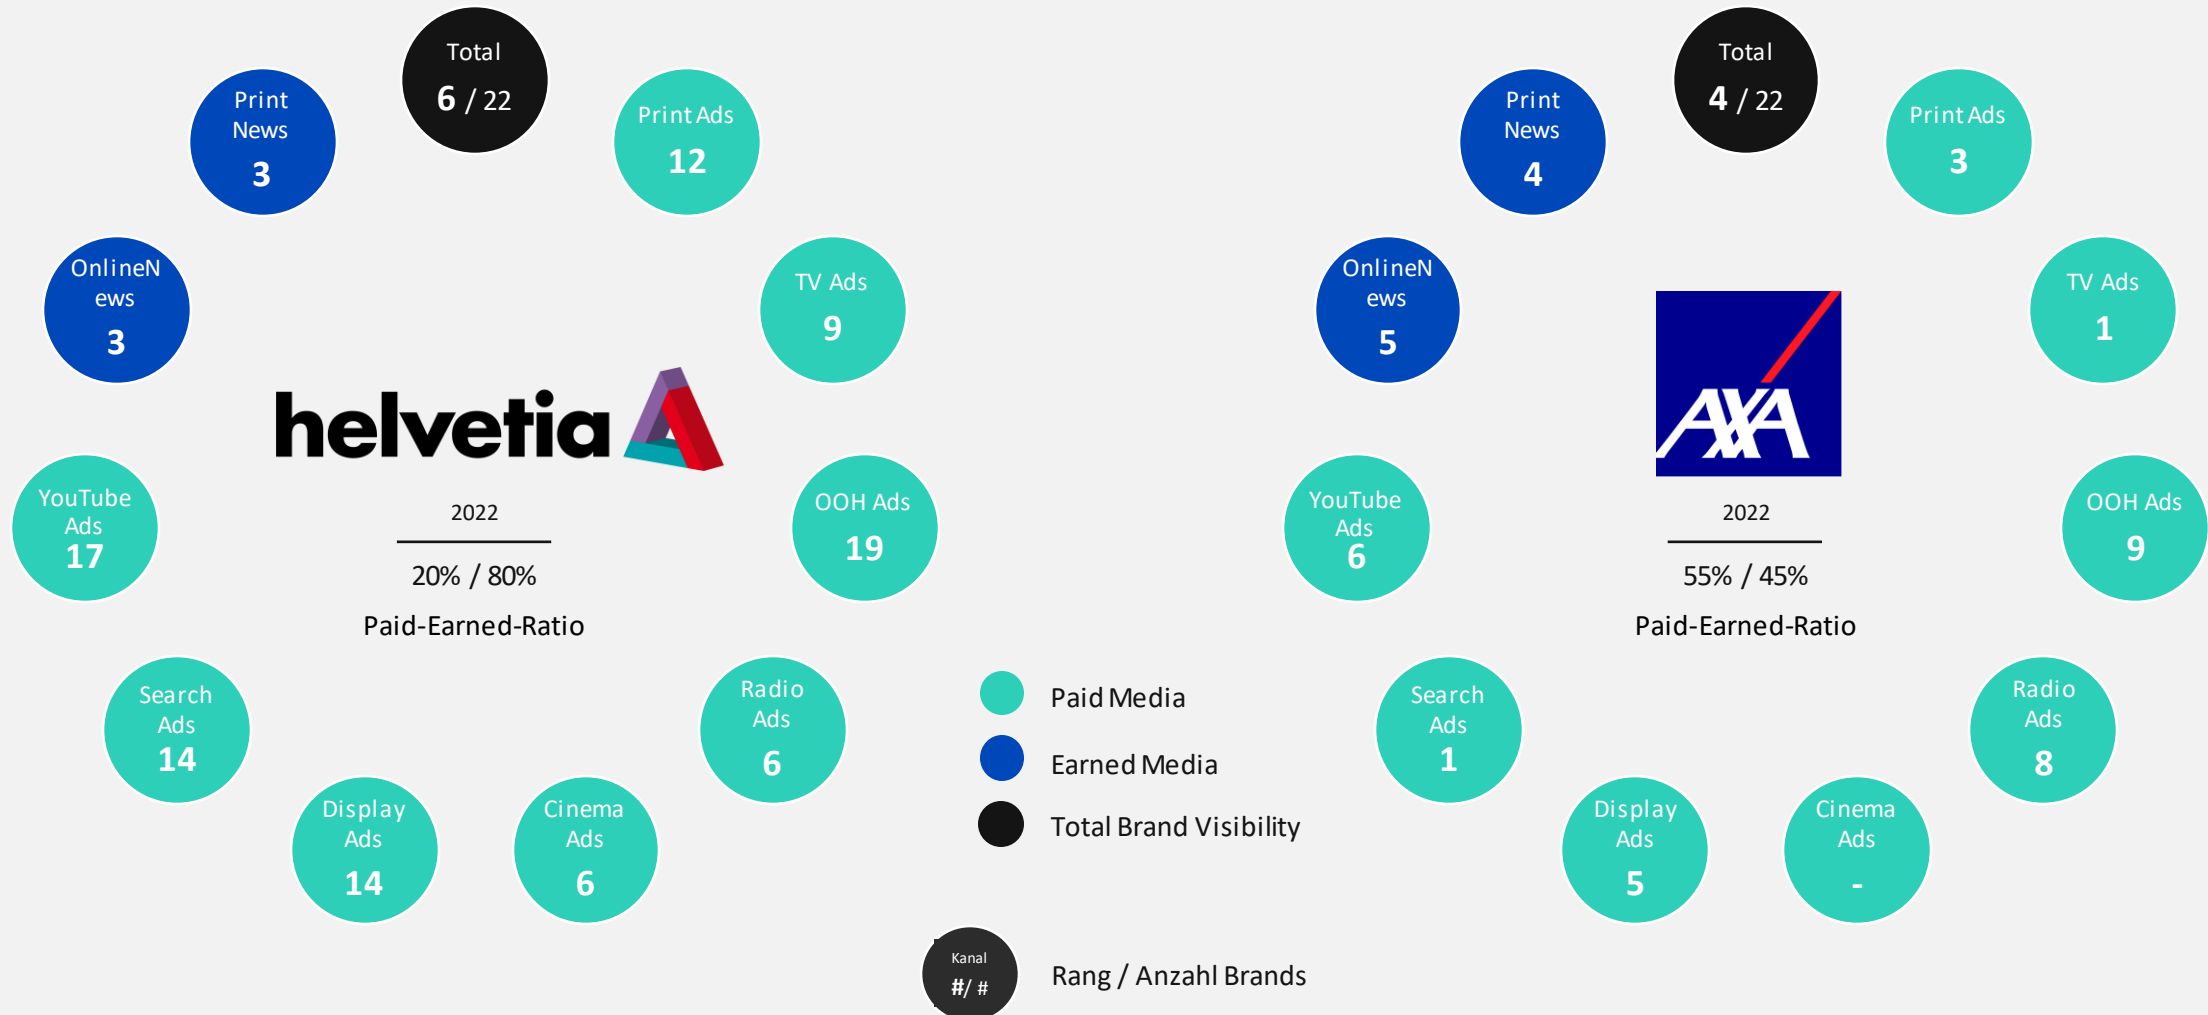 Total
6 / 22
Print Ads
12
TV Ads
9
OOH Ads
19
Radio
Ads
6
Cinema
Ads
6
Display
Ads
14
Search
Ads
14
YouTube
Ads
17
OnlineN
ews
3
Print
News
3
helvetia
2022
20% / 80%
Paid-Earned-Ratio
Total
4 / 22
Print Ads
3
TV Ads
1
OOH Ads
9
Radio
Ads
8
Cinema
Ads
-
Display
Ads
5
Search
Ads
1
YouTube
Ads
6
OnlineN
ews
5
Print
News
4
AXA
2022
55% / 45%
Paid-Earned-Ratio
Paid Media
Earned Media
Total Brand Visibility
Kanal
#/ #
Rang / Anzahl Brands